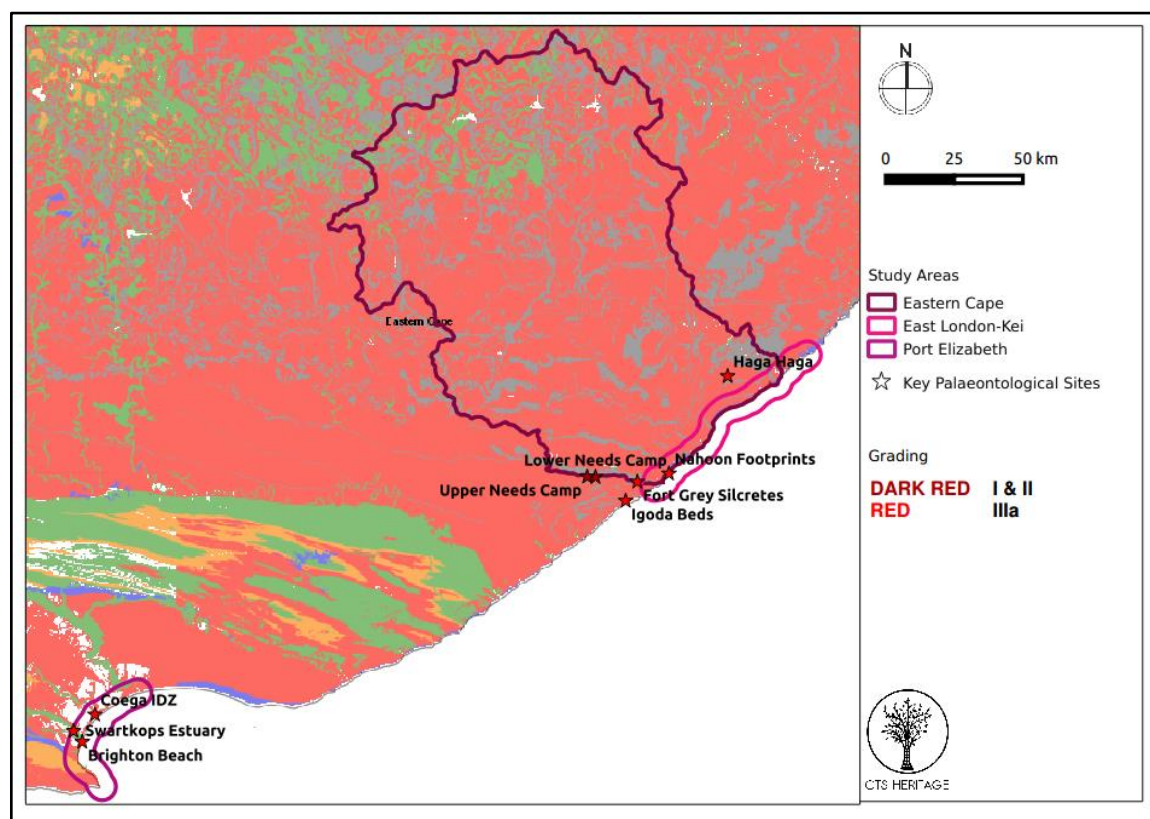 N
0 25 50 km
Study Areas
Eastern Cape
East London-Kei
Port Elizabeth
Key Palaeontological Sites
Grading
DARK RED I & II
RED IIIa
CTS HERITAGE
Eastern Cape
Haga Haga
Lower Needs Camp
Nahoon Footprints
Upper Needs Camp
Fort Grey Silcretes
Igoda Beds
Coega IDZ
Swartkops Estuary
Brighton Beach